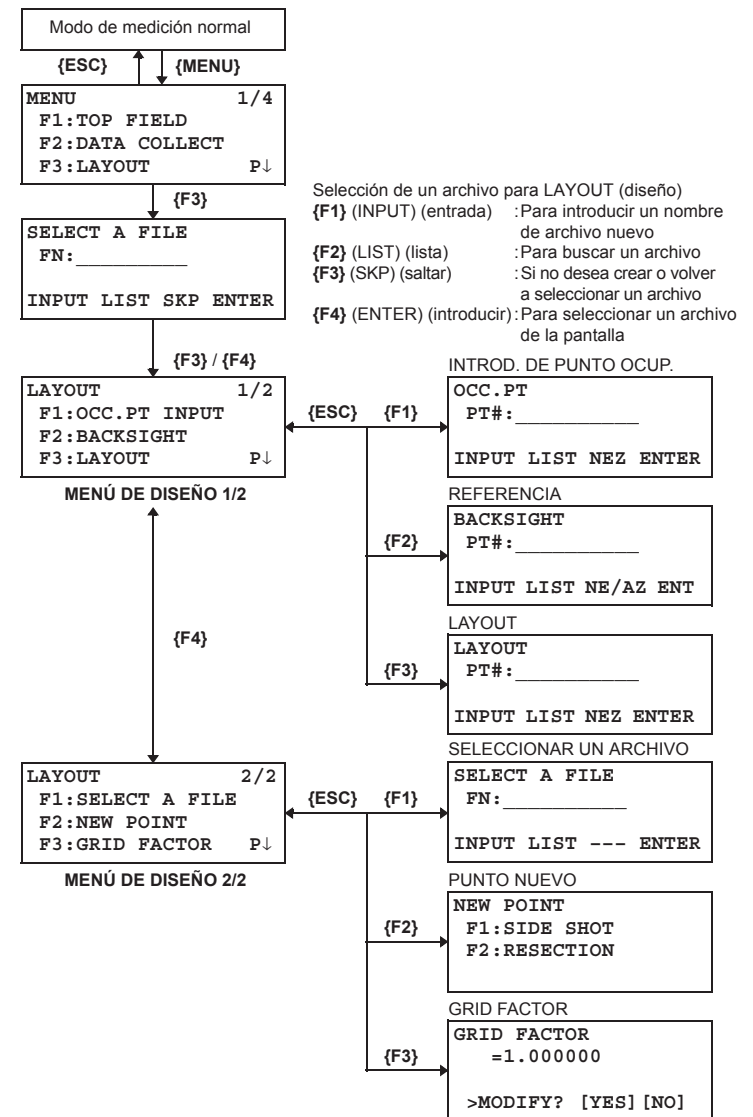 Modo de medición normal
{ESC} {MENU}
MENU 1/4
F1:TOP FIELD
F2:DATA COLLECT
F3:LAYOUT P↓
{F3}
Selección de un archivo para LAYOUT (diseño)
{F1} (INPUT) (entrada) :Para introducir un nombre
de archivo nuevo
{F2} (LIST) (lista) :Para buscar un archivo
{F3} (SKP) (saltar) :Si no desea crear o volver
a seleccionar un archivo
{F4} (ENTER) (introducir):Para seleccionar un archivo
de la pantalla
SELECT A FILE
FN:_________
INPUT LIST SKP ENTER
{F3} / {F4}
LAYOUT 1/2
F1:OCC.PT INPUT
F2:BACKSIGHT
F3:LAYOUT P↓
MENÚ DE DISEÑO 1/2
{ESC} {F1}
INTROD. DE PUNTO OCUP.
OCC.PT
PT#:__________
INPUT LIST NEZ ENTER
{F2}
REFERENCIA
BACKSIGHT
PT#:__________
INPUT LIST NE/AZ ENT
{F3}
LAYOUT
LAYOUT
PT#:__________
INPUT LIST NEZ ENTER
{F4}
LAYOUT 2/2
F1:SELECT A FILE
F2:NEW POINT
F3:GRID FACTOR P↓
MENÚ DE DISEÑO 2/2
{ESC} {F1}
SELECCIONAR UN ARCHIVO
SELECT A FILE
FN:__________
INPUT LIST --- ENTER
{F2}
PUNTO NUEVO
NEW POINT
F1:SIDE SHOT
F2:RESECTION
{F3}
GRID FACTOR
GRID FACTOR
=1.000000
>MODIFY? [YES][NO]